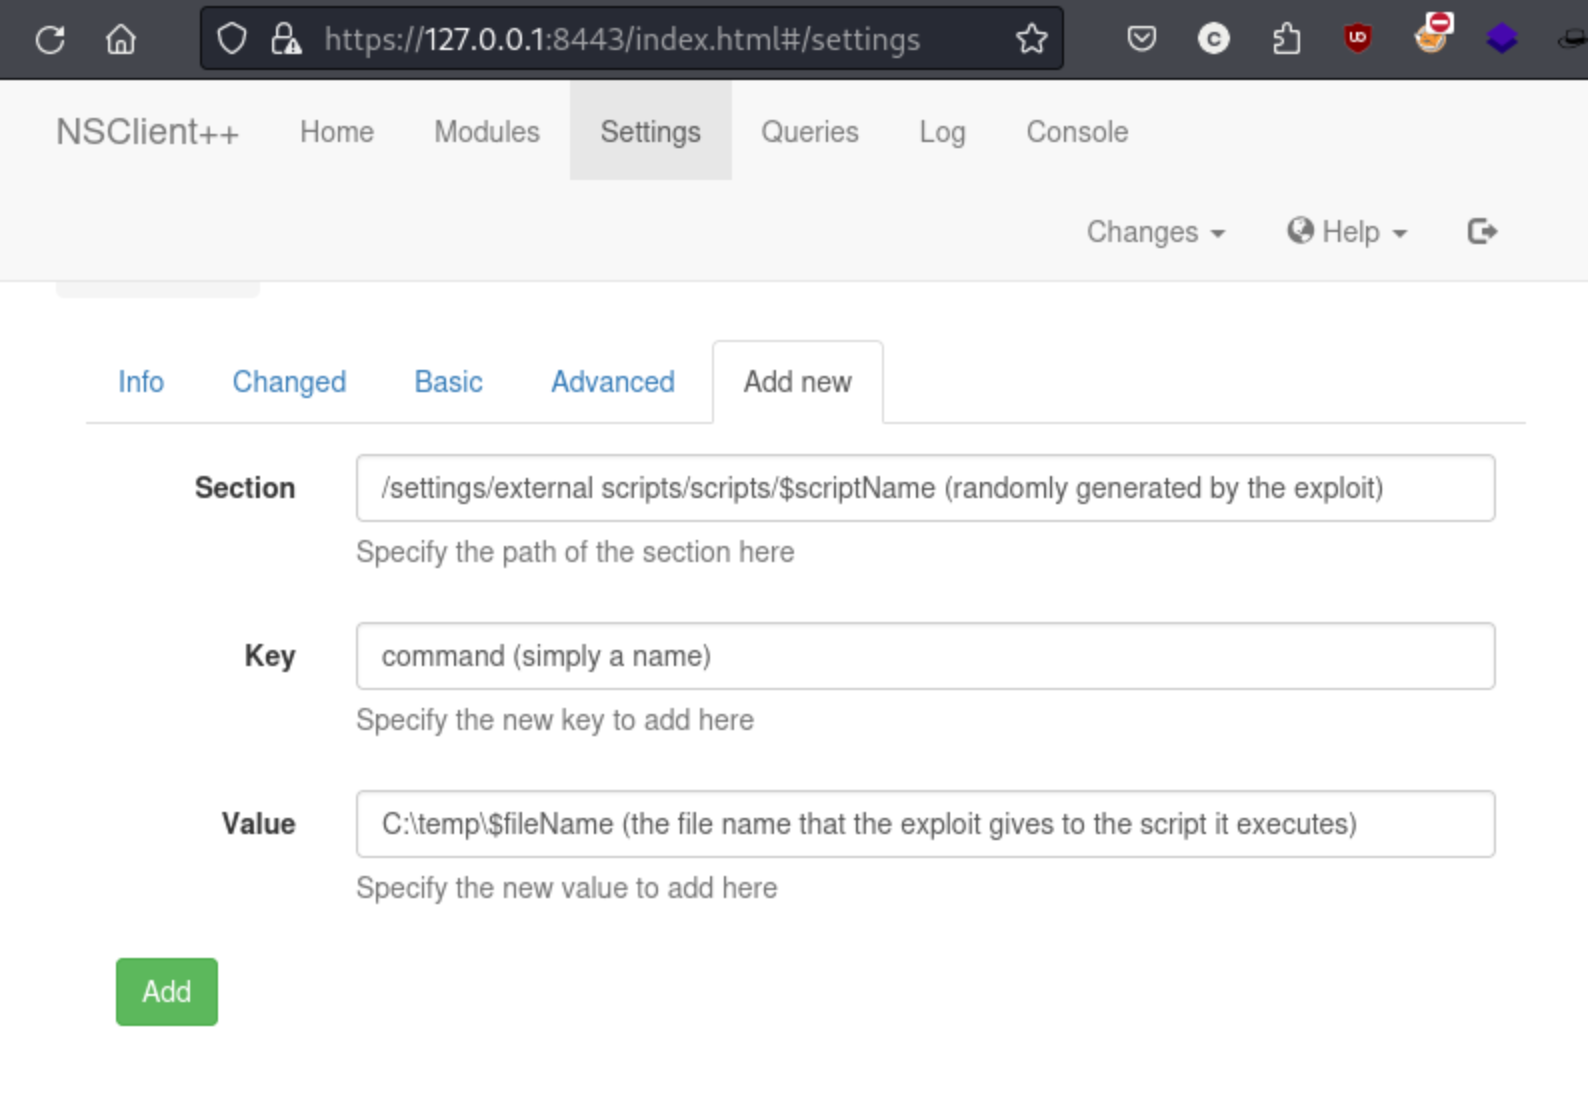 https://127.0.0.1:8443/index.html#/settings
NSClient++ Home Modules Settings Queries Log Console
Changes Help
Info Changed Basic Advanced Add new
Section /settings/external scripts/scripts/$scriptName (randomly generated by the exploit)
Specify the path of the section here
Key command (simply a name)
Specify the new key to add here
Value C:\temp\$fileName (the file name that the exploit gives to the script it executes)
Specify the new value to add here
Add